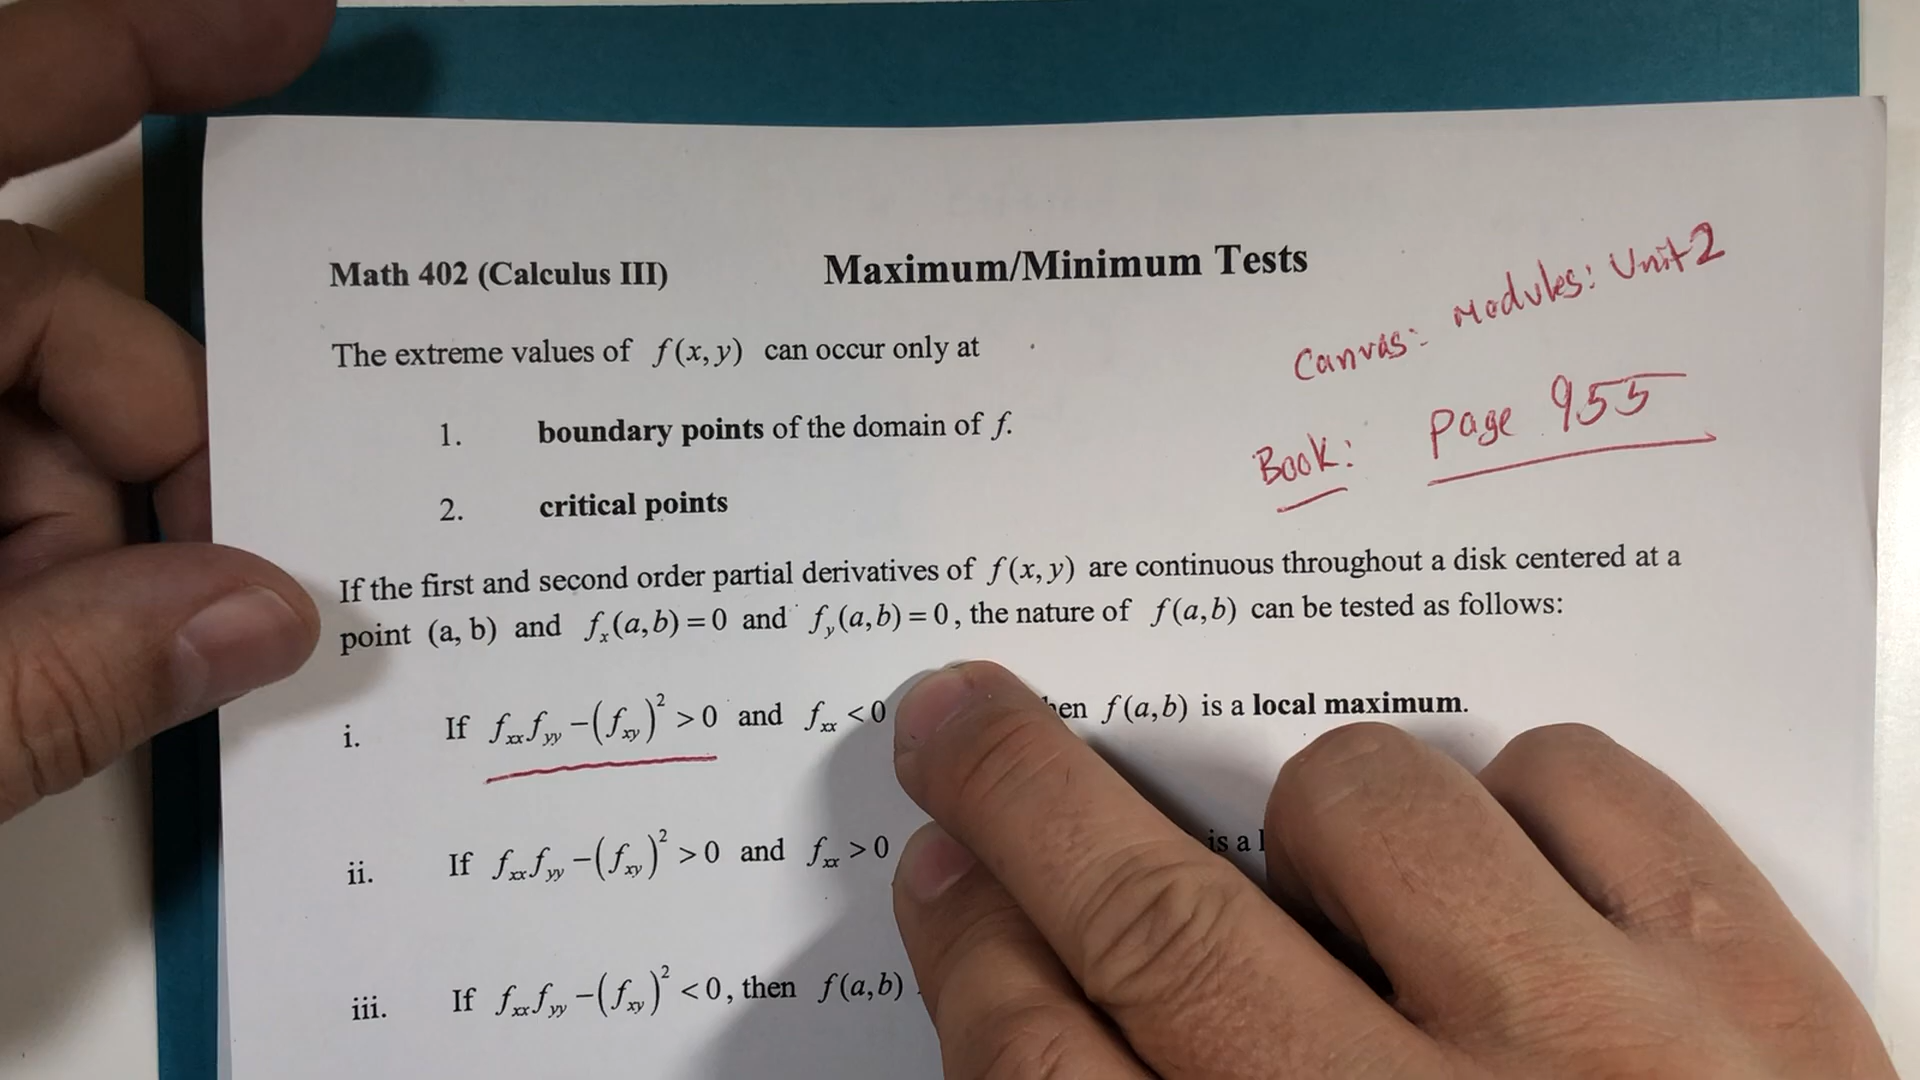 Math 402 (Calculus III) Maximum/Minimum Tests
Canvas: Modules: Unit 2
The extreme values of f(x, y) can occur only at
1. boundary points of the domain of f.
Book: Page 955
2. critical points
If the first and second order partial derivatives of f(x, y) are continuous throughout a disk centered at a
point (a, b) and fₓ(a,b) = 0 and f_y(a,b) = 0, the nature of f(a,b) can be tested as follows:
i. If f_xx f_yy − (f_xy)² > 0 and f_xx < 0 f(a,b) is a local maximum.
ii. If f_xx f_yy − (f_xy)² > 0 and f_xx > 0 is a
iii. If f_xx f_yy − (f_xy)² < 0, then f(a,b)